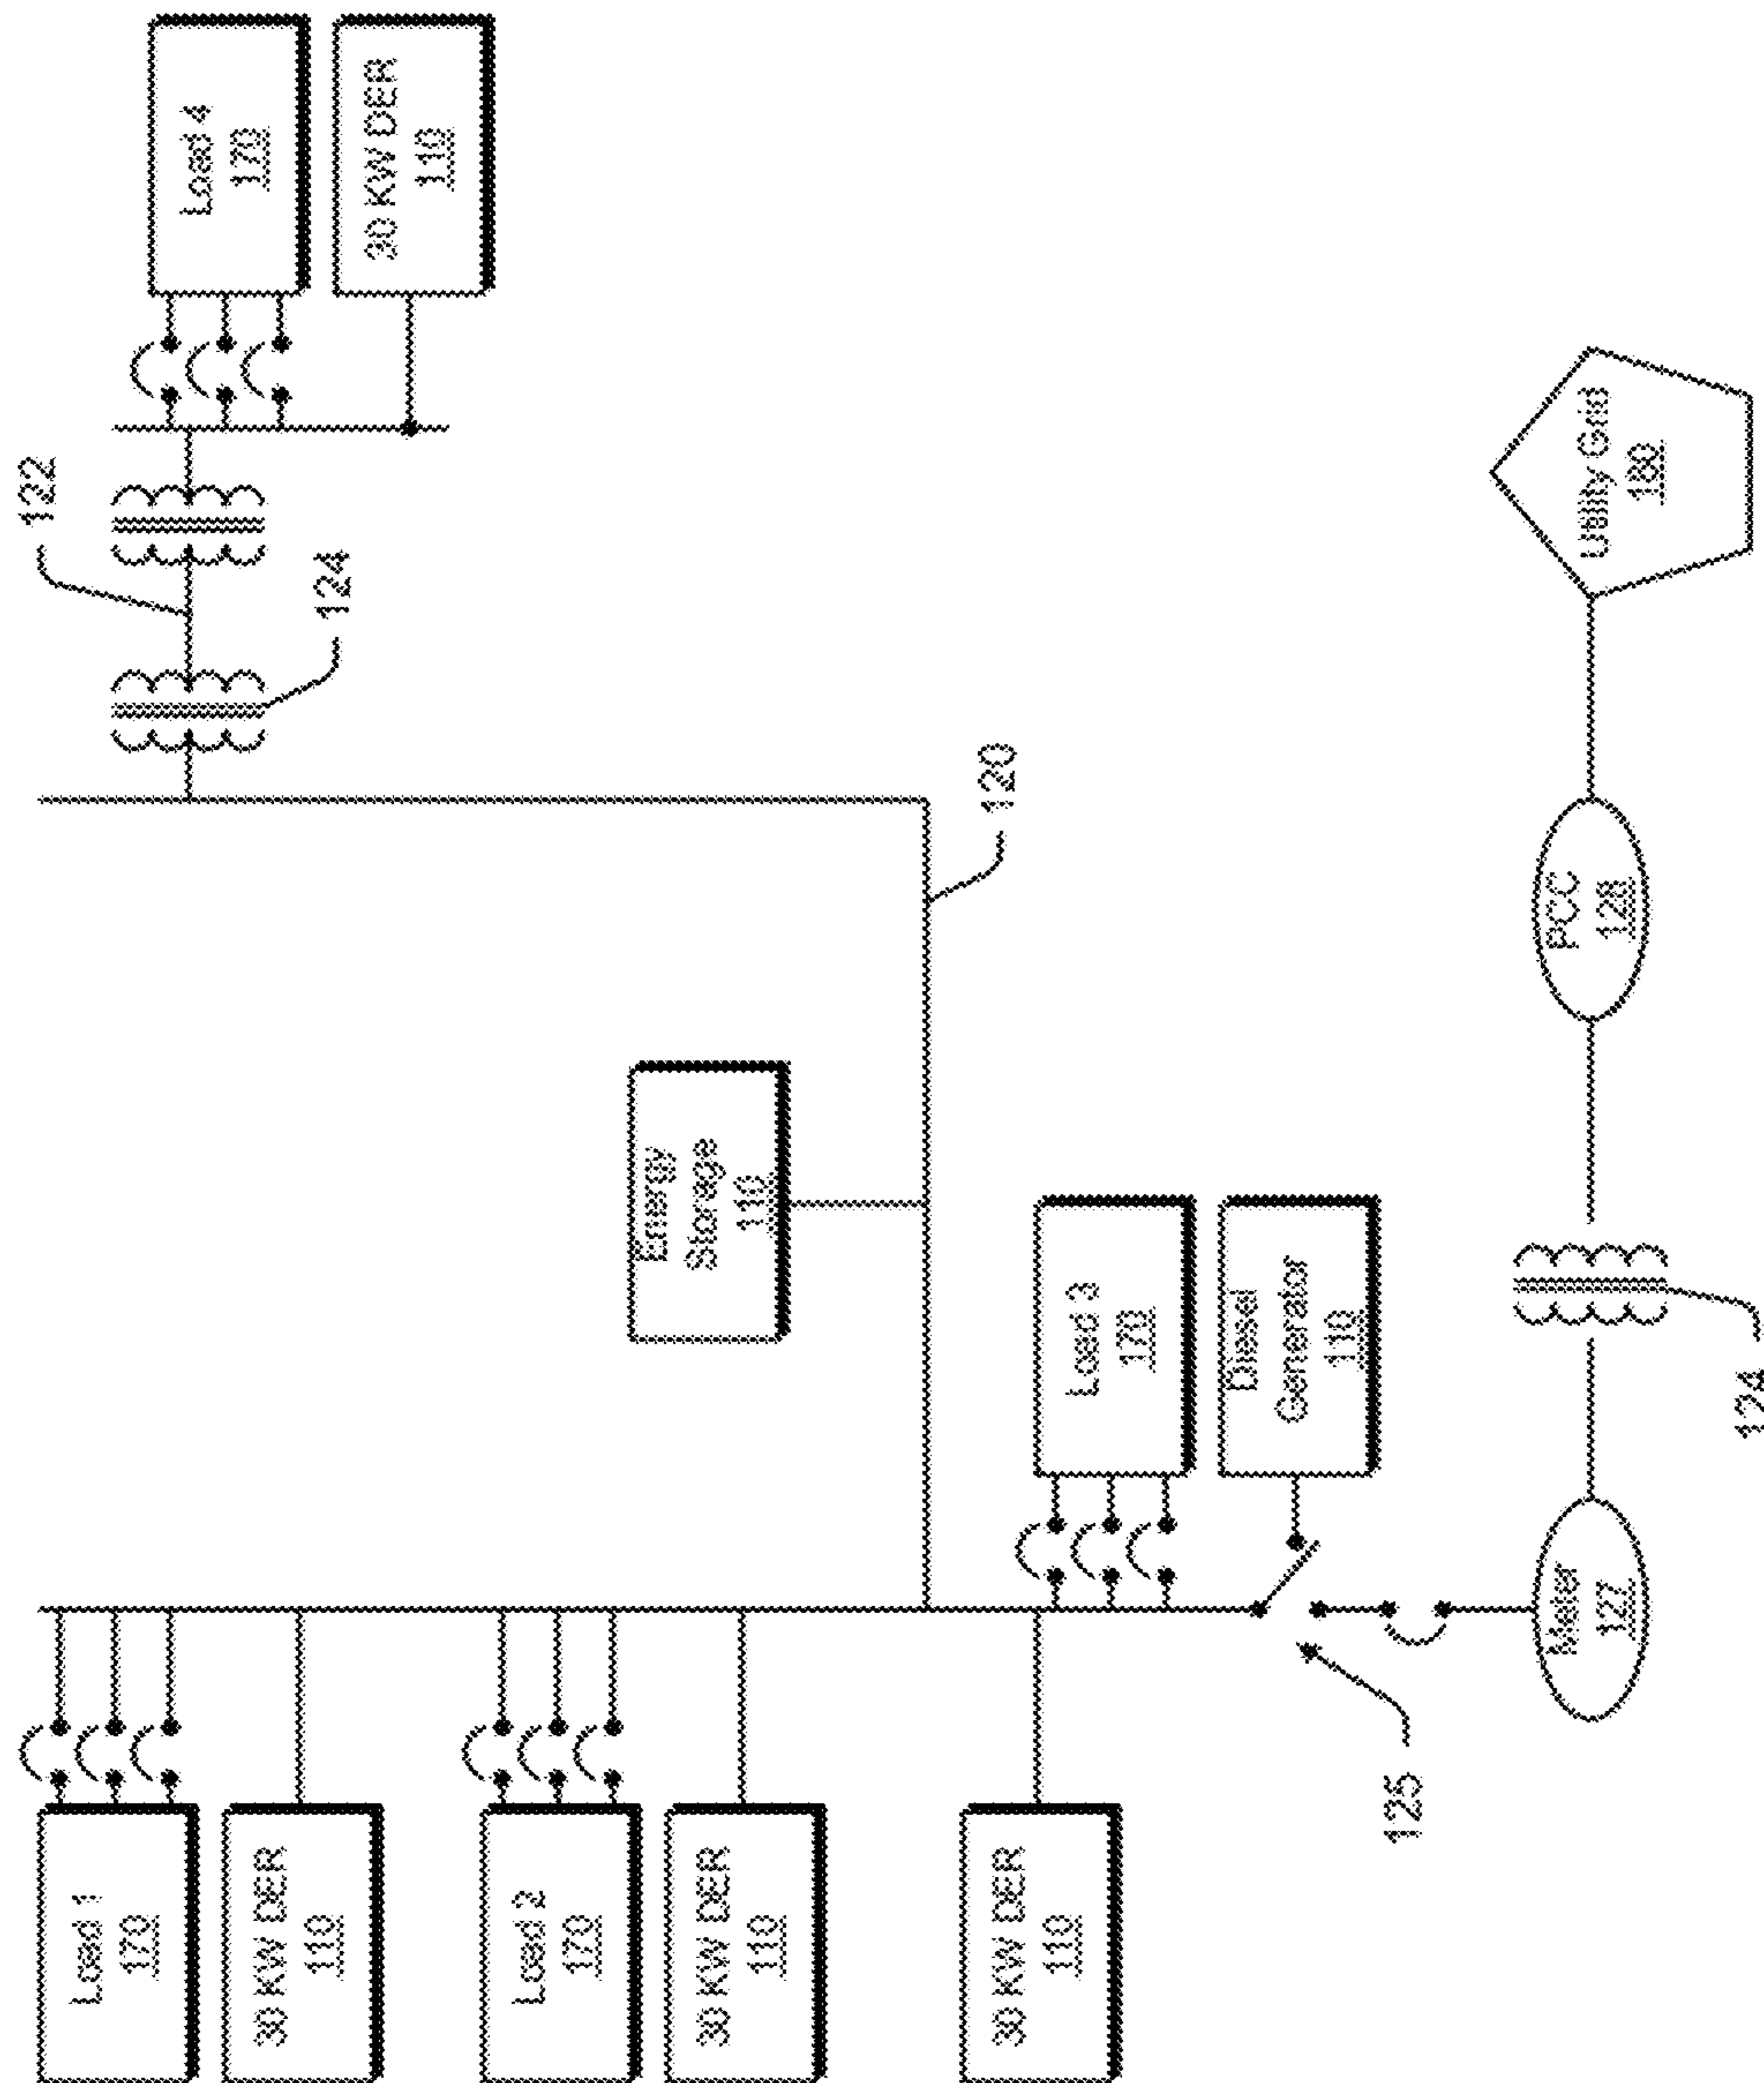 Load 1
170
122
Load 4
170
30 KW DER
110
124
30 KW DER
110
Load 2
170
Energy
Storage
110
30 KW DER
110
30 KW DER
110
120
Load 3
170
Diesel
Generator
110
125
Meter
127
PCC
128
Utility Grid
180
124